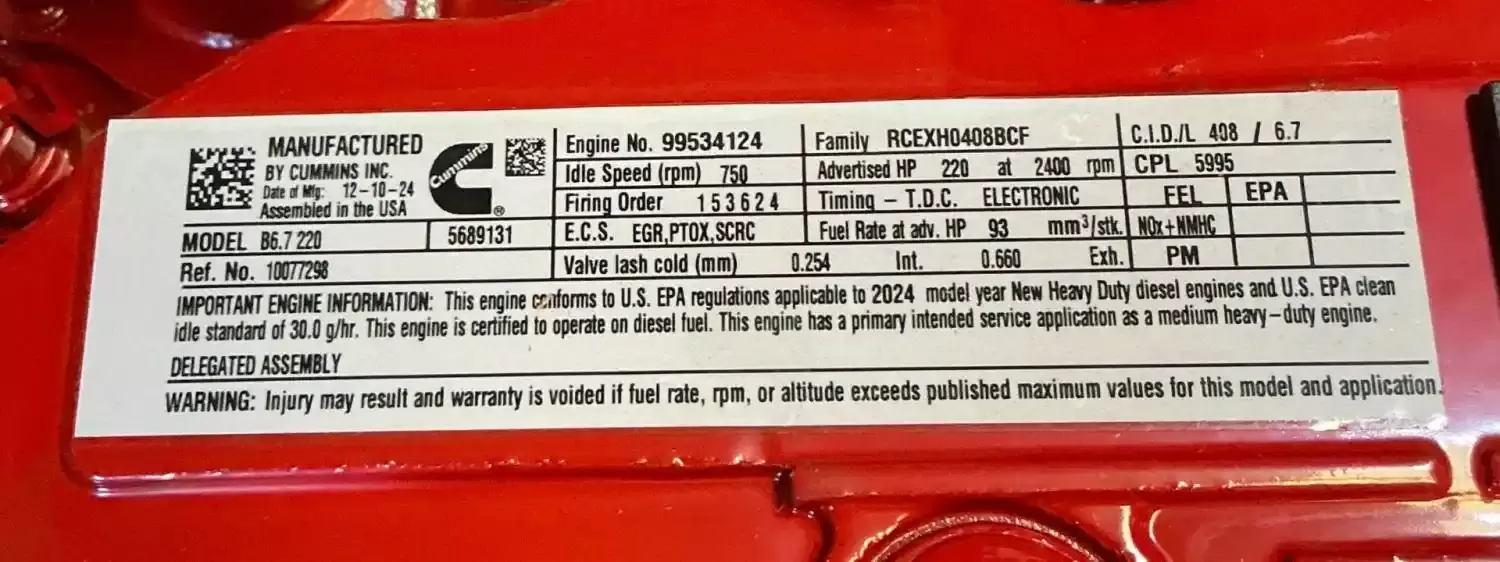 MANUFACTURED
BY CUMMINS INC.
Date of Mfg: 12-10-24
Assembled in the USA
Cummins
®
MODEL B6.7 220
5689131
Ref. No. 10077298
Engine No. 99534124
Idle Speed (rpm) 750
Firing Order 1 5 3 6 2 4
E.C.S. EGR,PTOX,SCRC
Valve lash cold (mm) 0.254 Int. 0.660 Exh.
Family RCEXH0408BCF
Advertised HP 220 at 2400 rpm
Timing – T.D.C. ELECTRONIC
Fuel Rate at adv. HP 93 mm³/stk.
C.I.D./L 408 / 6.7
CPL 5995
FEL EPA
NOx+NMHC
PM
IMPORTANT ENGINE INFORMATION: This engine conforms to U.S. EPA regulations applicable to 2024 model year New Heavy Duty diesel engines and U.S. EPA clean
idle standard of 30.0 g/hr. This engine is certified to operate on diesel fuel. This engine has a primary intended service application as a medium heavy–duty engine.
DELEGATED ASSEMBLY
WARNING: Injury may result and warranty is voided if fuel rate, rpm, or altitude exceeds published maximum values for this model and application.